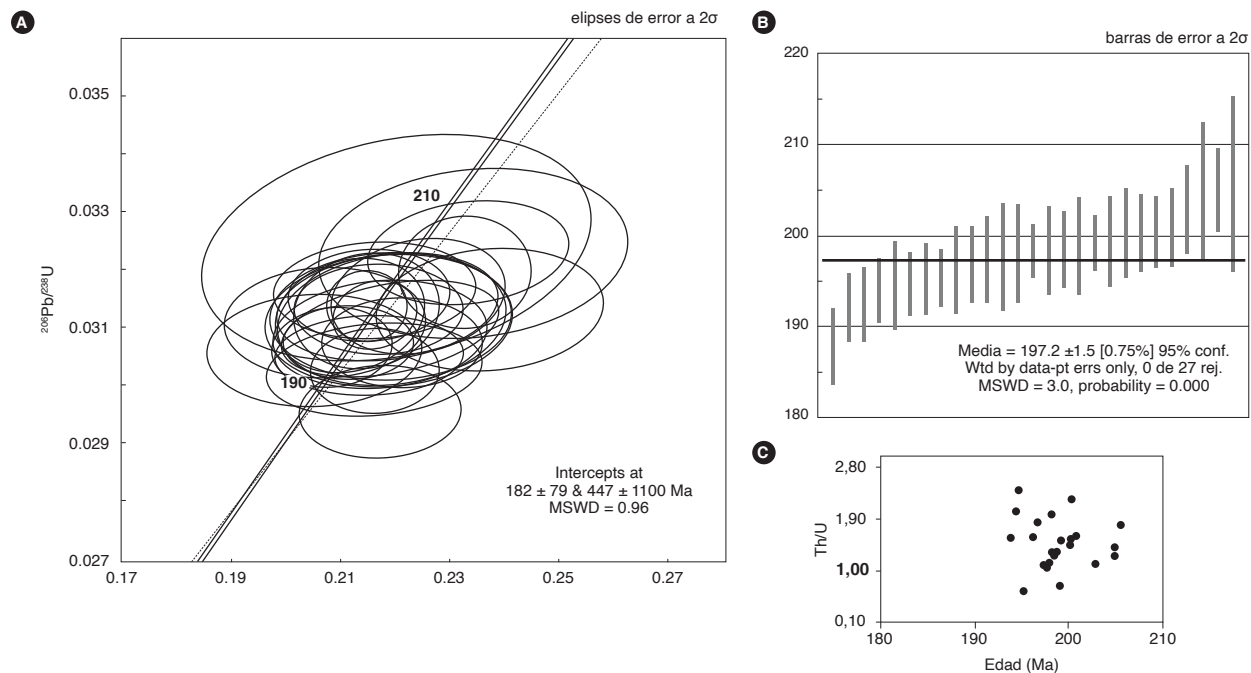 A
elipses de error a 2σ
0.035
0.033
0.031
0.029
0.027
²⁰⁶Pb/²³⁸U
210
190
Intercepts at
182 ± 79 & 447 ± 1100 Ma
MSWD = 0.96
0.17
0.19
0.21
0.23
0.25
0.27
B
barras de error a 2σ
220
210
200
190
180
Media = 197.2 ±1.5 [0.75%] 95% conf.
Wtd by data-pt errs only, 0 de 27 rej.
MSWD = 3.0, probability = 0.000
C
2,80
1,90
1,00
0,10
Th/U
180
190
200
210
Edad (Ma)